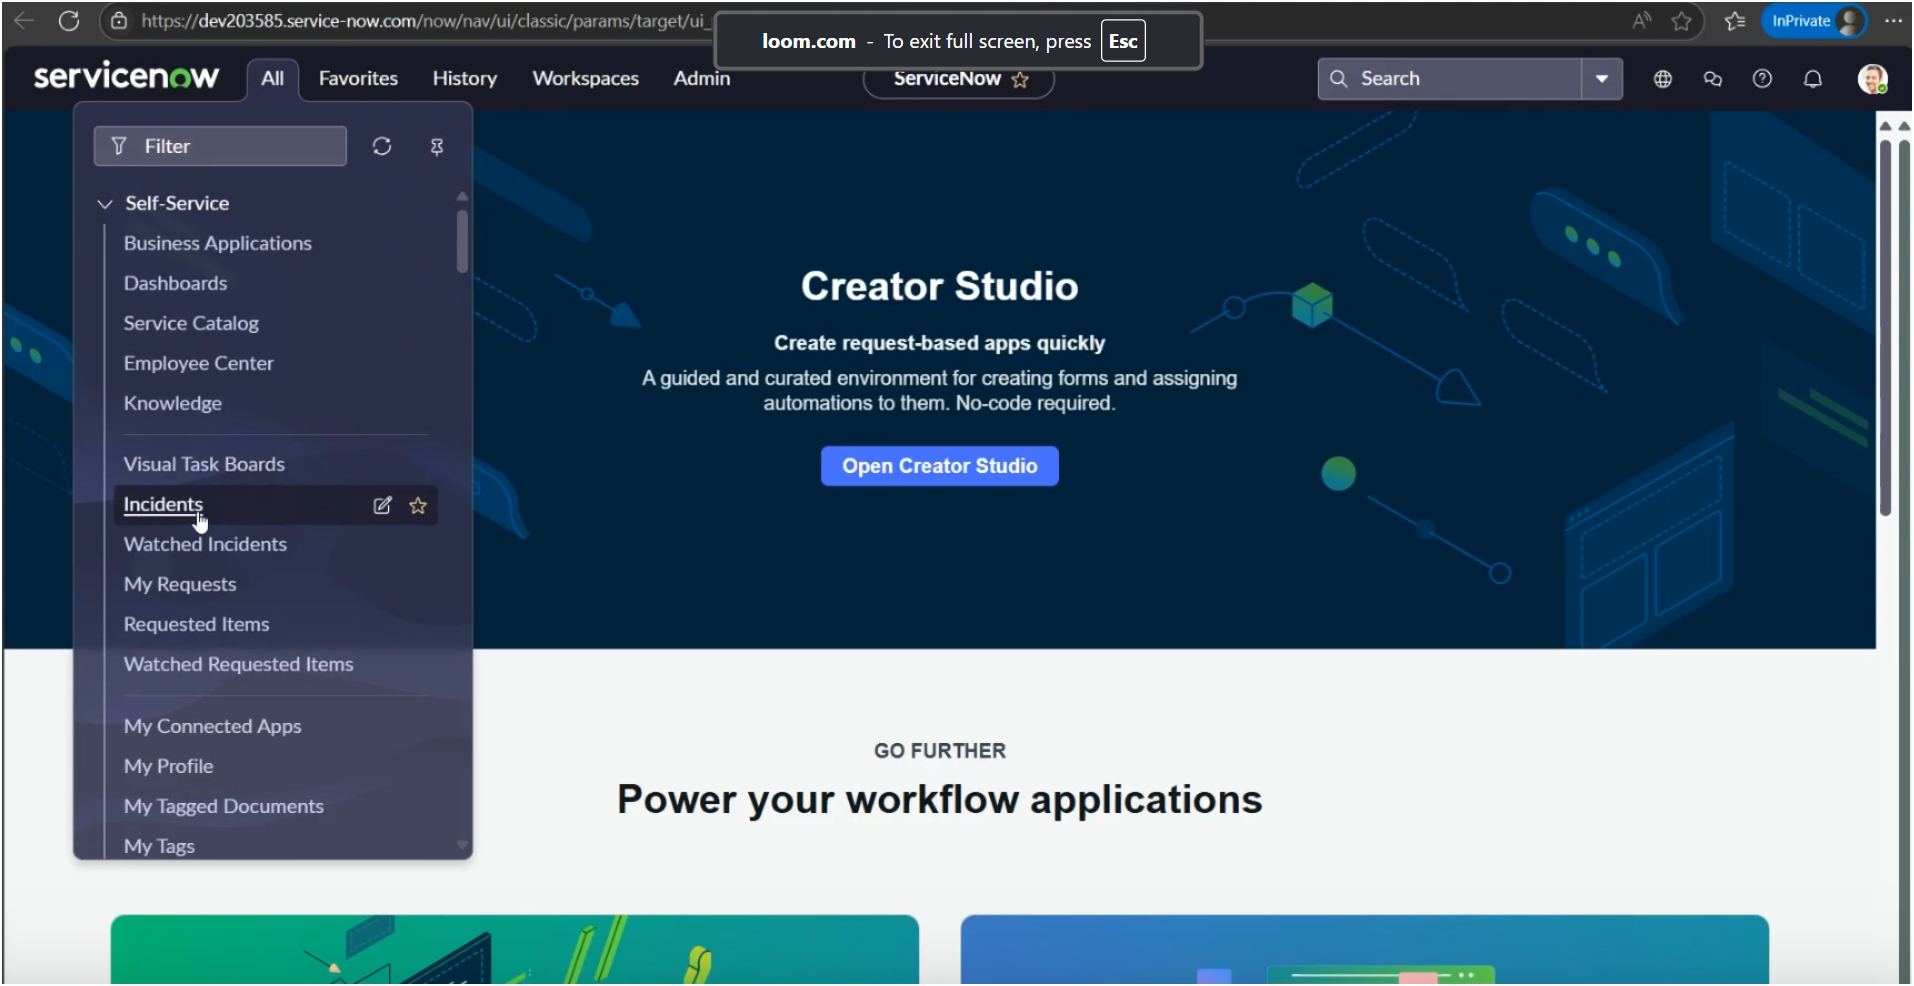 https://dev203585.service-now.com/now/nav/ui/classic/params/target/ui_
InPrivate
loom.com - To exit full screen, press Esc
servicenow
All
Favorites
History
Workspaces
Admin
ServiceNow
Search
Filter
Self-Service
Business Applications
Dashboards
Service Catalog
Employee Center
Knowledge
Visual Task Boards
Incidents
Watched Incidents
My Requests
Requested Items
Watched Requested Items
My Connected Apps
My Profile
My Tagged Documents
My Tags
Creator Studio
Create request-based apps quickly
A guided and curated environment for creating forms and assigning
automations to them. No-code required.
Open Creator Studio
GO FURTHER
Power your workflow applications